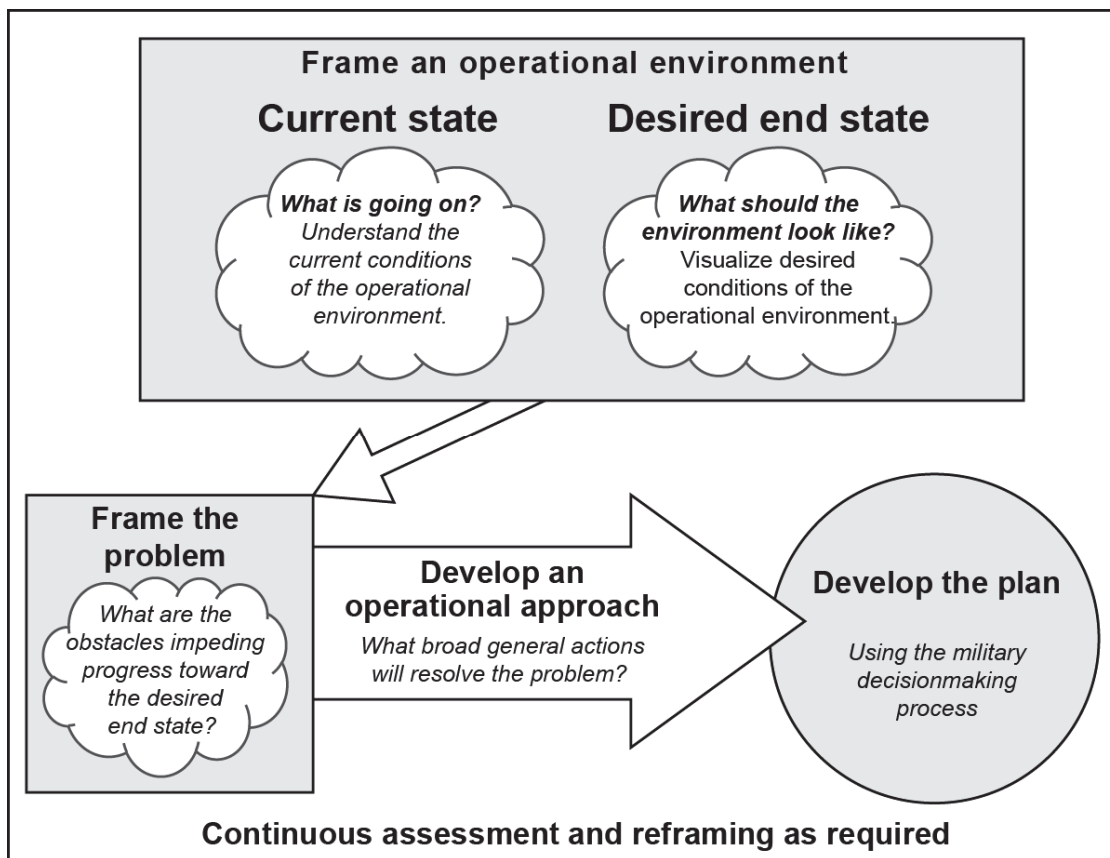 Frame an operational environment
Current state
What is going on?
Understand the
current conditions
of the operational
environment.
Desired end state
What should the
environment look like?
Visualize desired
conditions of the
operational environment.
Frame the
problem
What are the
obstacles impeding
progress toward
the desired
end state?
Develop an
operational approach
What broad general actions
will resolve the problem?
Develop the plan
Using the military
decisionmaking
process
Continuous assessment and reframing as required